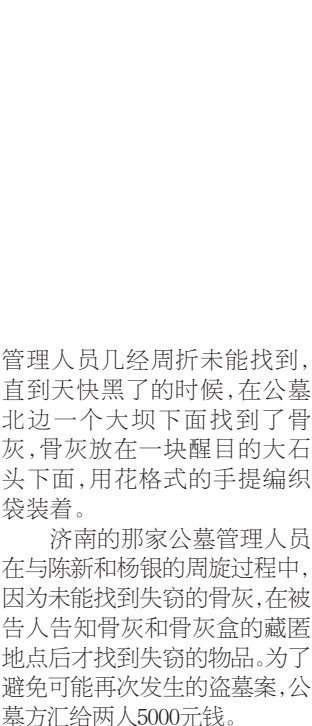 管理人员几经周折未能找到,
直到天快黑了的时候,在公墓
北边一个大坝下面找到了骨
灰,骨灰放在一块醒目的大石
头下面,用花格式的手提编织
袋装着。
济南的那家公墓管理人员
在与陈新和杨银的周旋过程中,
因为未能找到失窃的骨灰,在被
告人告知骨灰和骨灰盒的藏匿
地点后才找到失窃的物品。为了
避免可能再次发生的盗墓案,公
墓方汇给两人5000元钱。